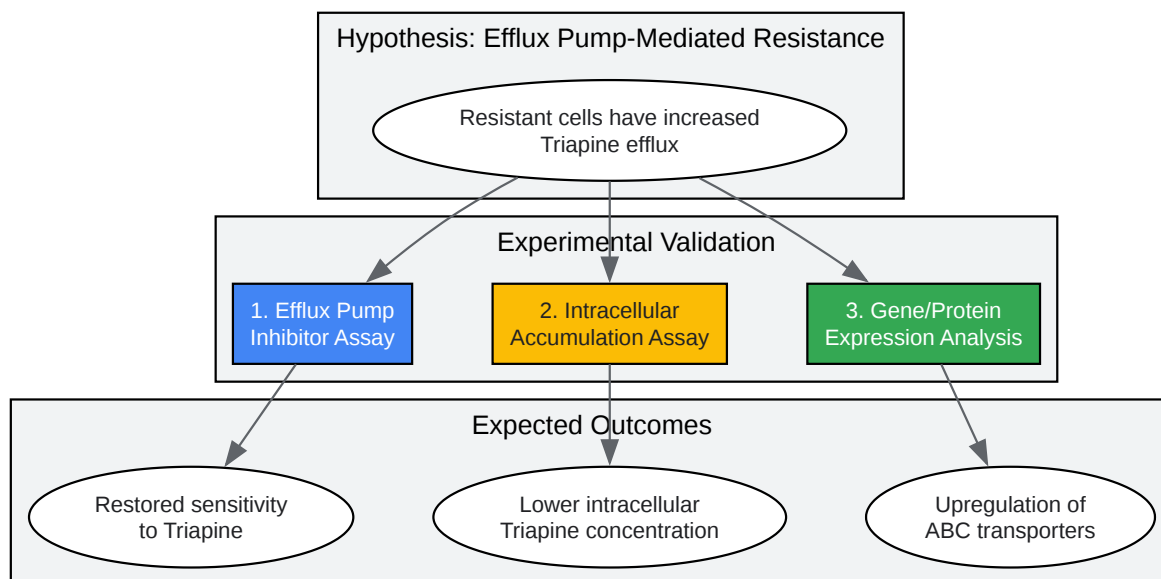 Hypothesis: Efflux Pump-Mediated Resistance
Resistant cells have increased
Triapine efflux
Experimental Validation
1. Efflux Pump
Inhibitor Assay
2. Intracellular
Accumulation Assay
3. Gene/Protein
Expression Analysis
Expected Outcomes
Restored sensitivity
to Triapine
Lower intracellular
Triapine concentration
Upregulation of
ABC transporters